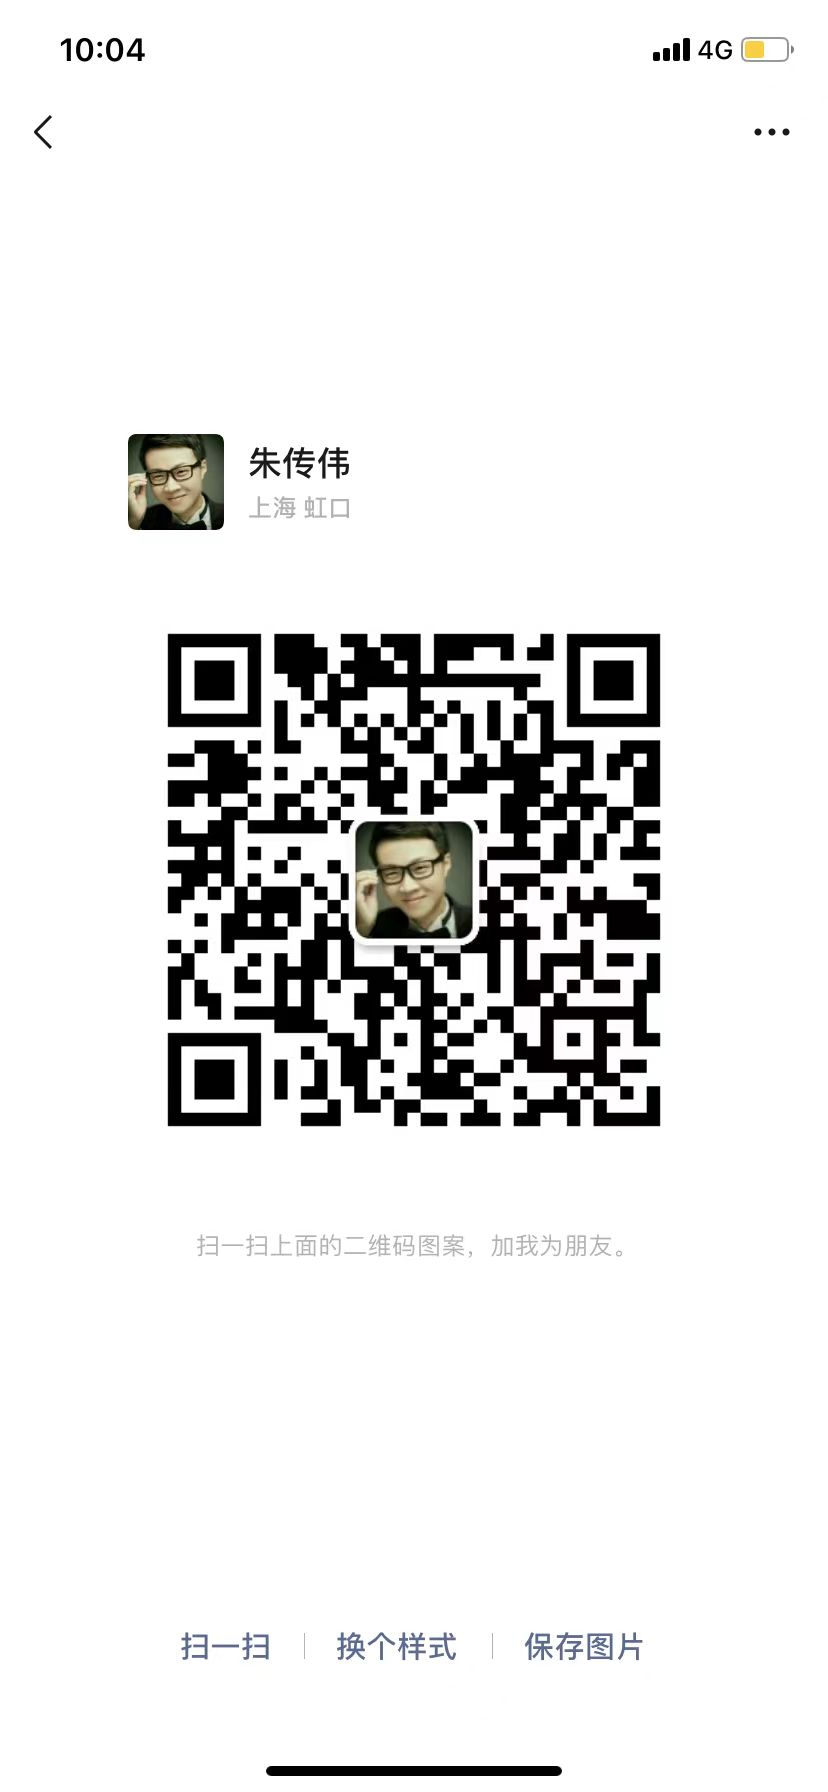 10:04
4G
朱传伟
上海 虹口
扫一扫上面的二维码图案，加我为朋友。
扫一扫
换个样式
保存图片